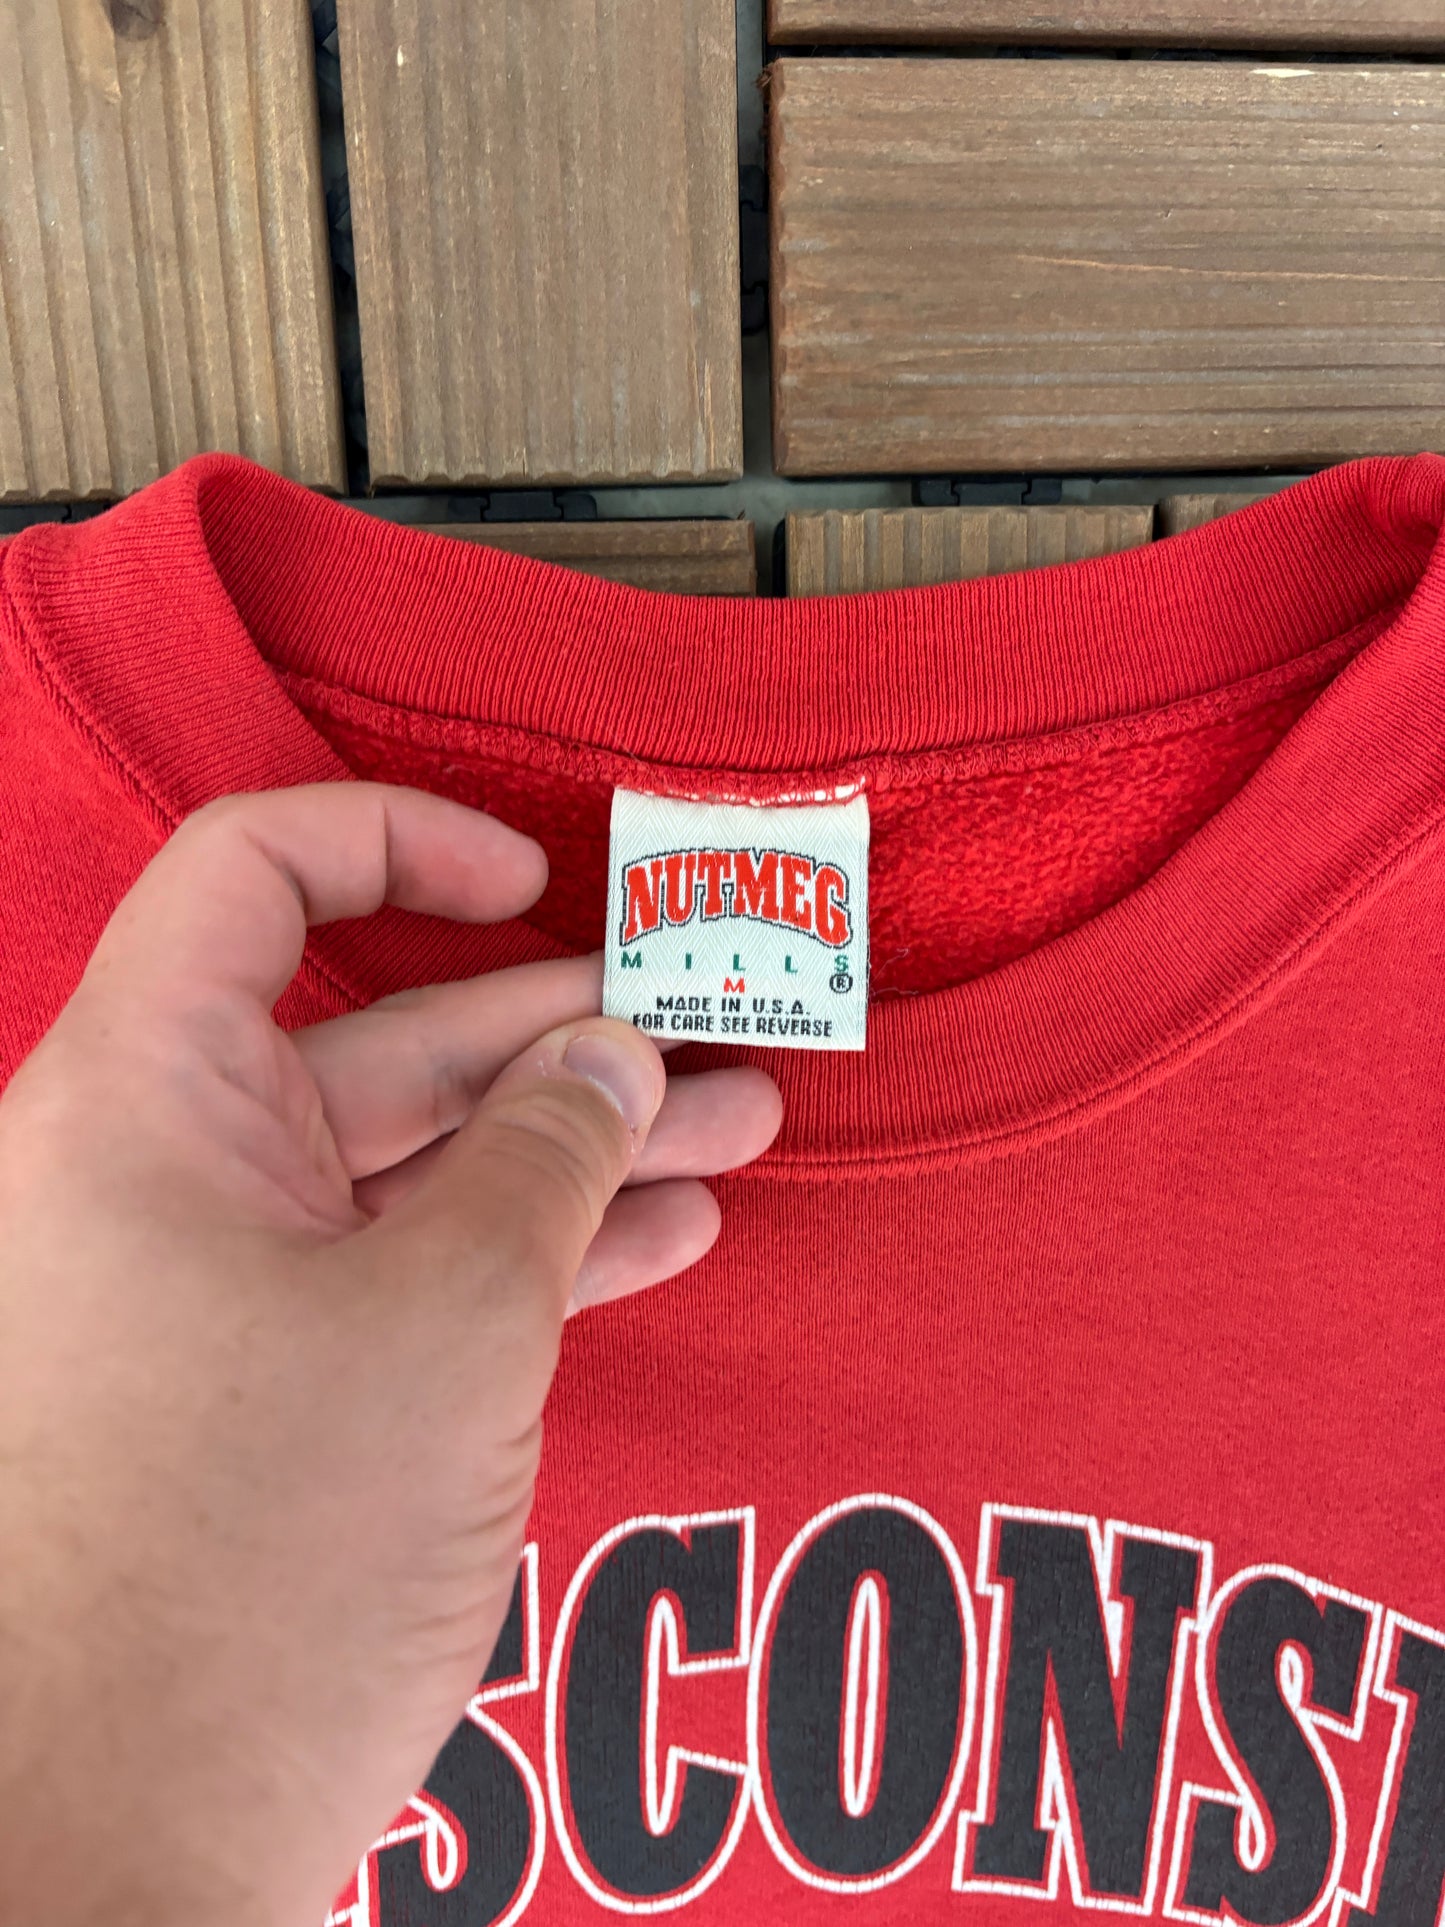 NUTMEG
MILLS
®
M
MADE IN U.S.A.
FOR CARE SEE REVERSE
SCONS